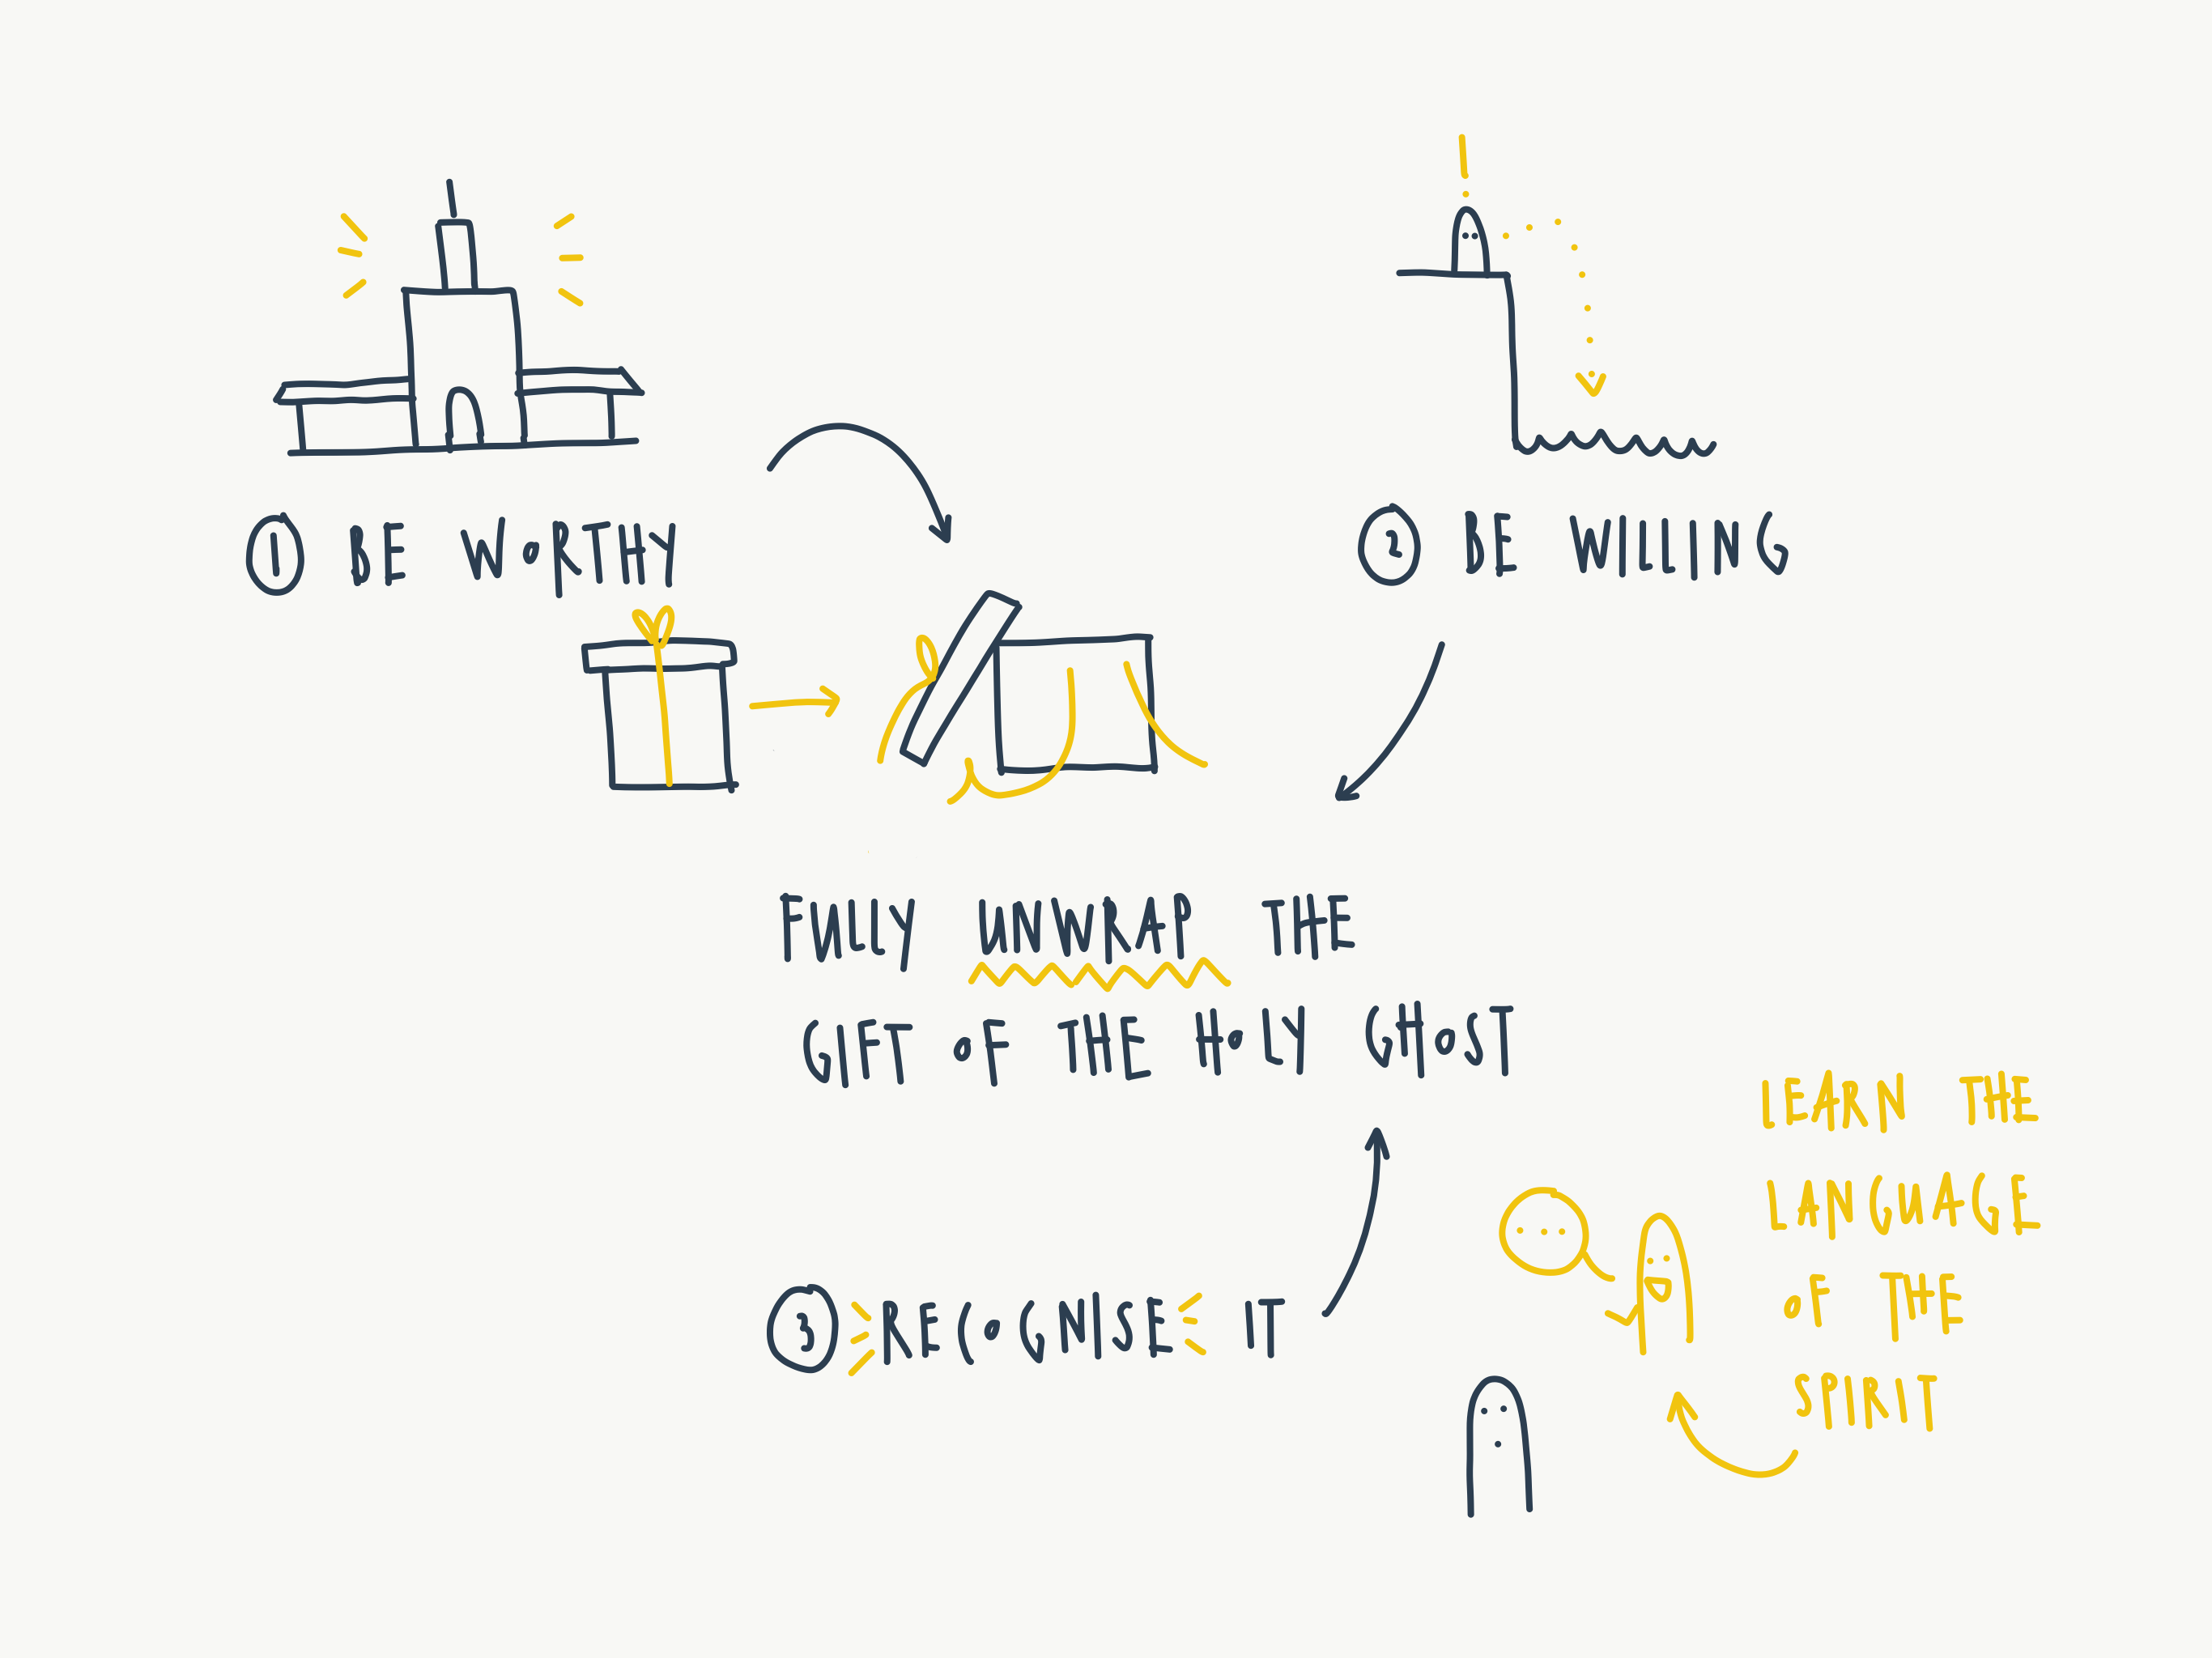 1 BE WORTHY
2 BE WILLING
FULLY UNWRAP THE
GIFT OF THE HOLY GHOST
3 RECOGNISE IT
LEARN THE
LANGUAGE
OF THE
SPIRIT